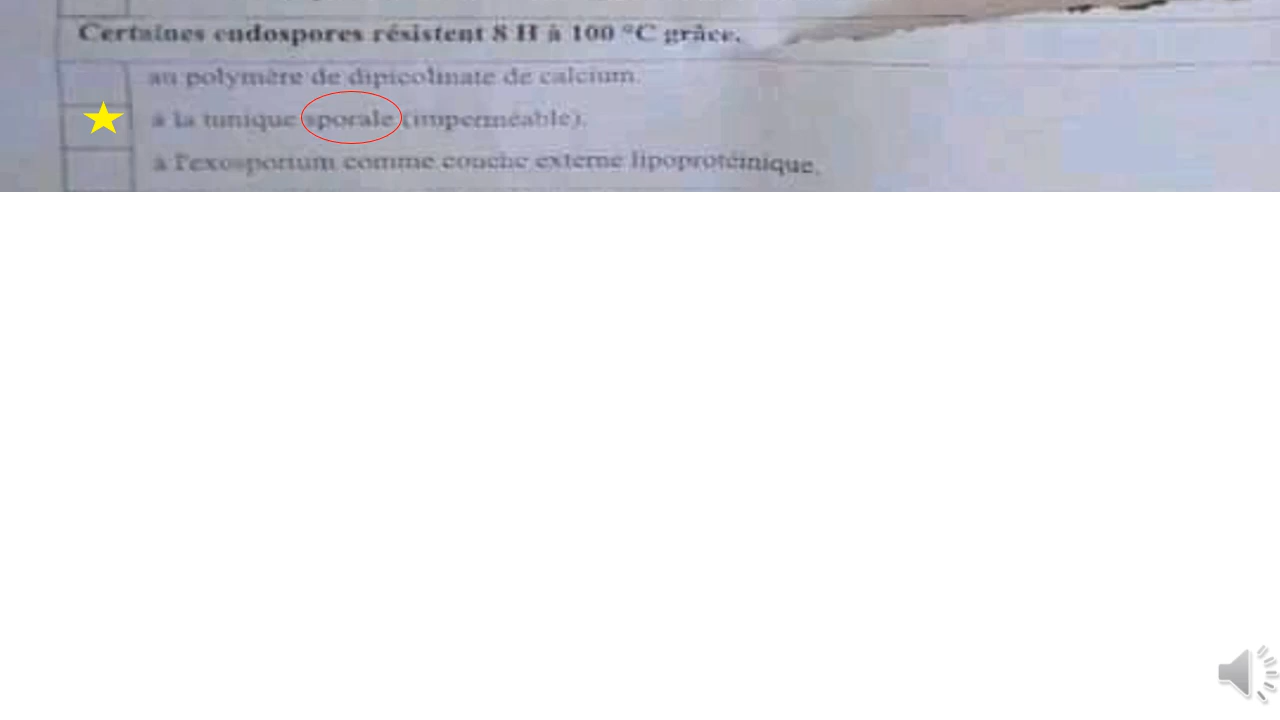 Certaines endospores résistent 8 H à 100 °C grâce.
au polymère de dipicolinate de calcium.
à la tunique sporale (imperméable).
à l'exosporium comme couche externe lipoprotéinique.